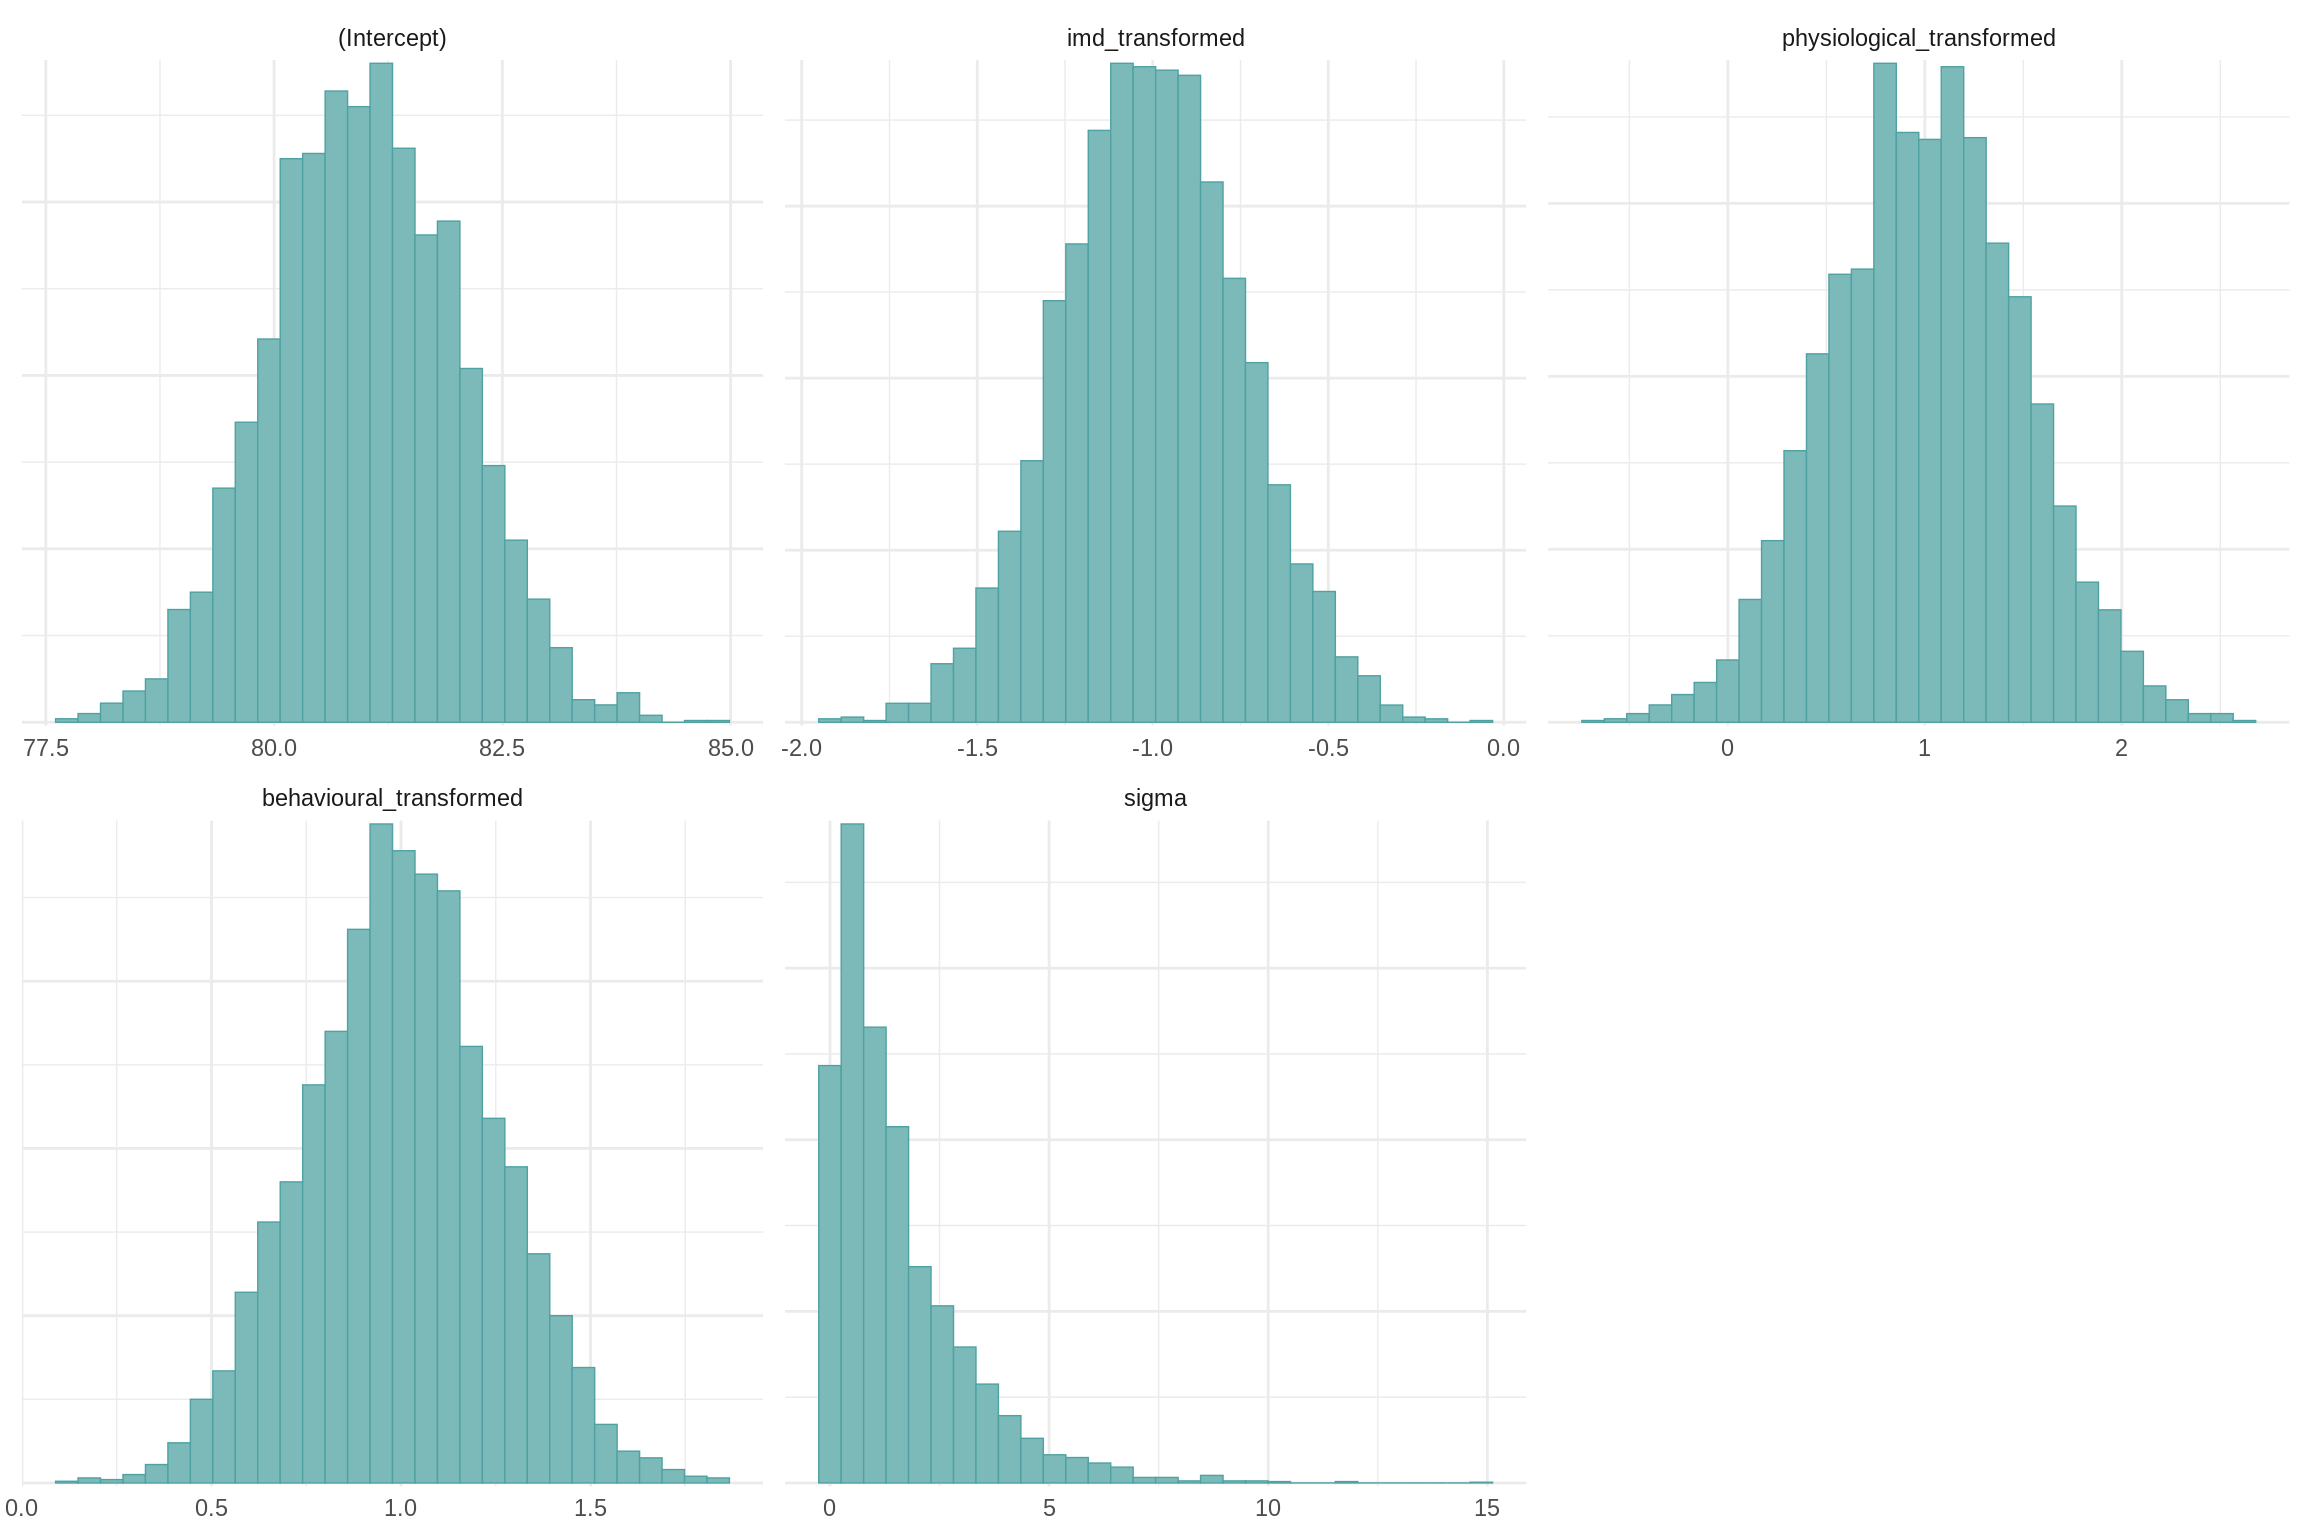 (Intercept)
imd_transformed
physiological_transformed
77.5 80.0 82.5 85.0
-2.0 -1.5 -1.0 -0.5 0.0
0 1 2
behavioural_transformed
sigma
0.0 0.5 1.0 1.5
0 5 10 15